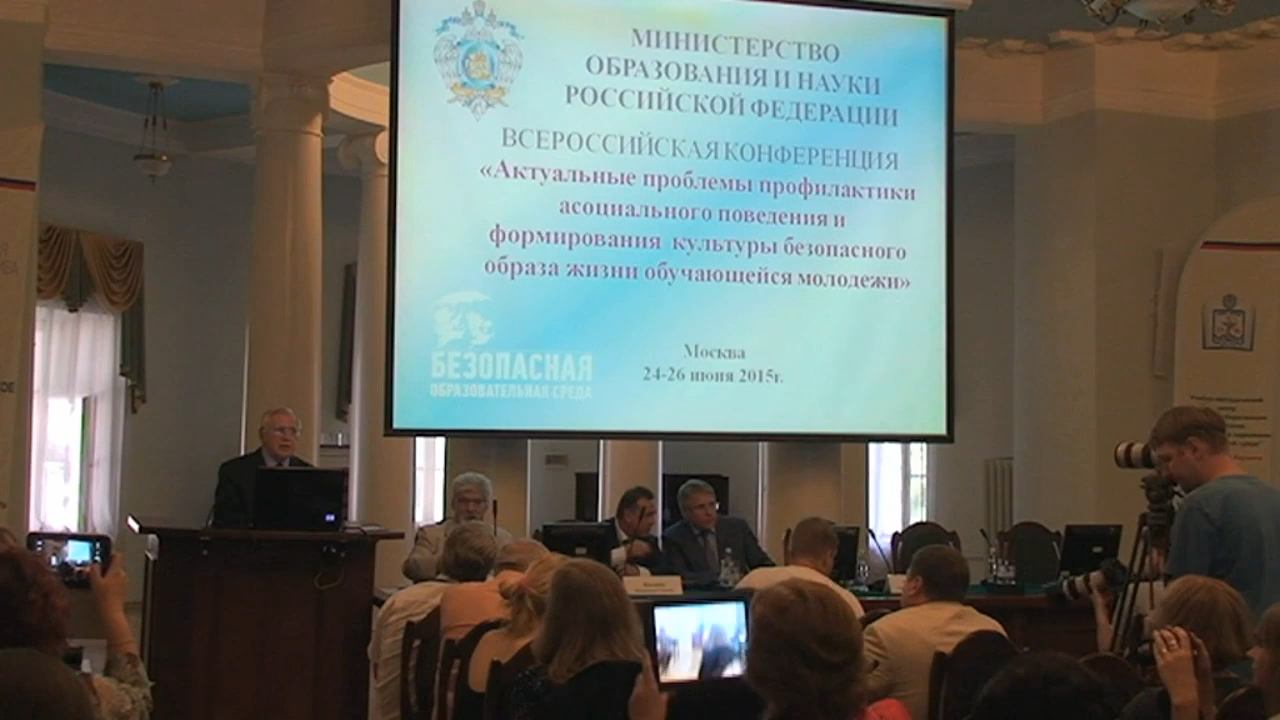 МИНИСТЕРСТВО
ОБРАЗОВАНИЯ И НАУКИ
РОССИЙСКОЙ ФЕДЕРАЦИИ
ВСЕРОССИЙСКАЯ КОНФЕРЕНЦИЯ
«Актуальные проблемы профилактики
асоциального поведения и
формирования культуры безопасного
образа жизни обучающейся молодежи»
БЕЗОПАСНАЯ
ОБРАЗОВАТЕЛЬНАЯ СРЕДА
Москва
24-26 июня 2015г.